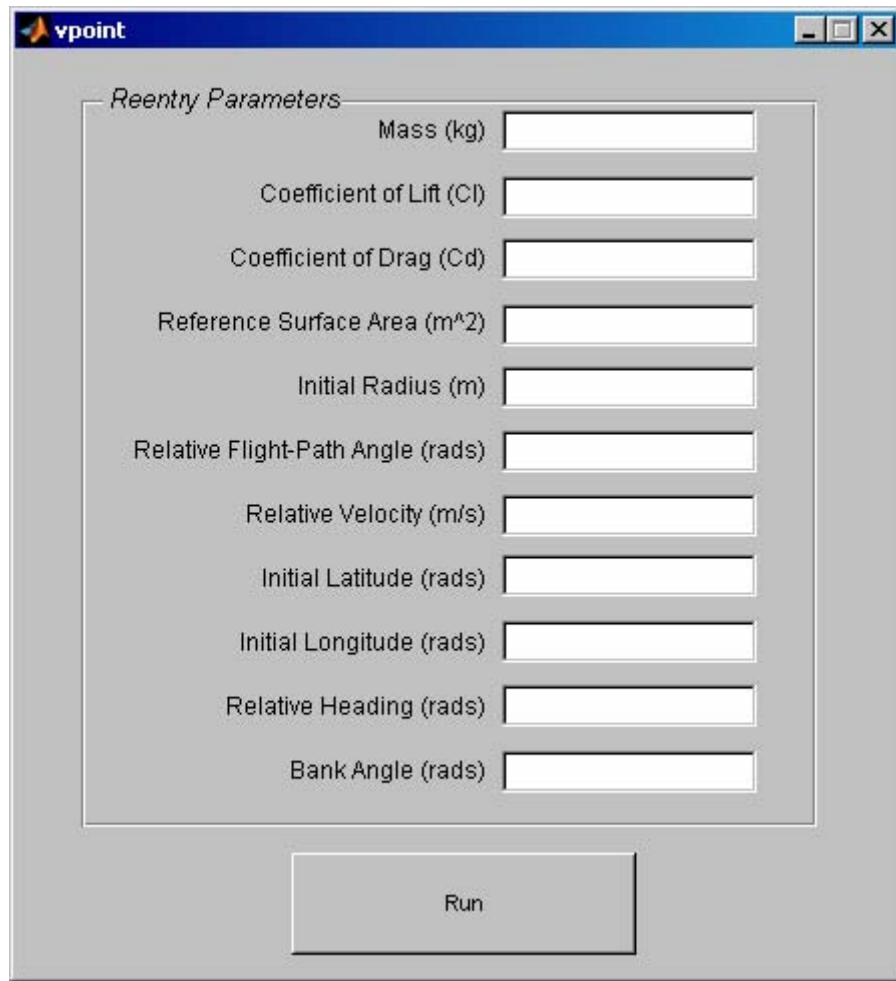 vpoint
Reentry Parameters
Mass (kg)
Coefficient of Lift (Cl)
Coefficient of Drag (Cd)
Reference Surface Area (m^2)
Initial Radius (m)
Relative Flight-Path Angle (rads)
Relative Velocity (m/s)
Initial Latitude (rads)
Initial Longitude (rads)
Relative Heading (rads)
Bank Angle (rads)
Run